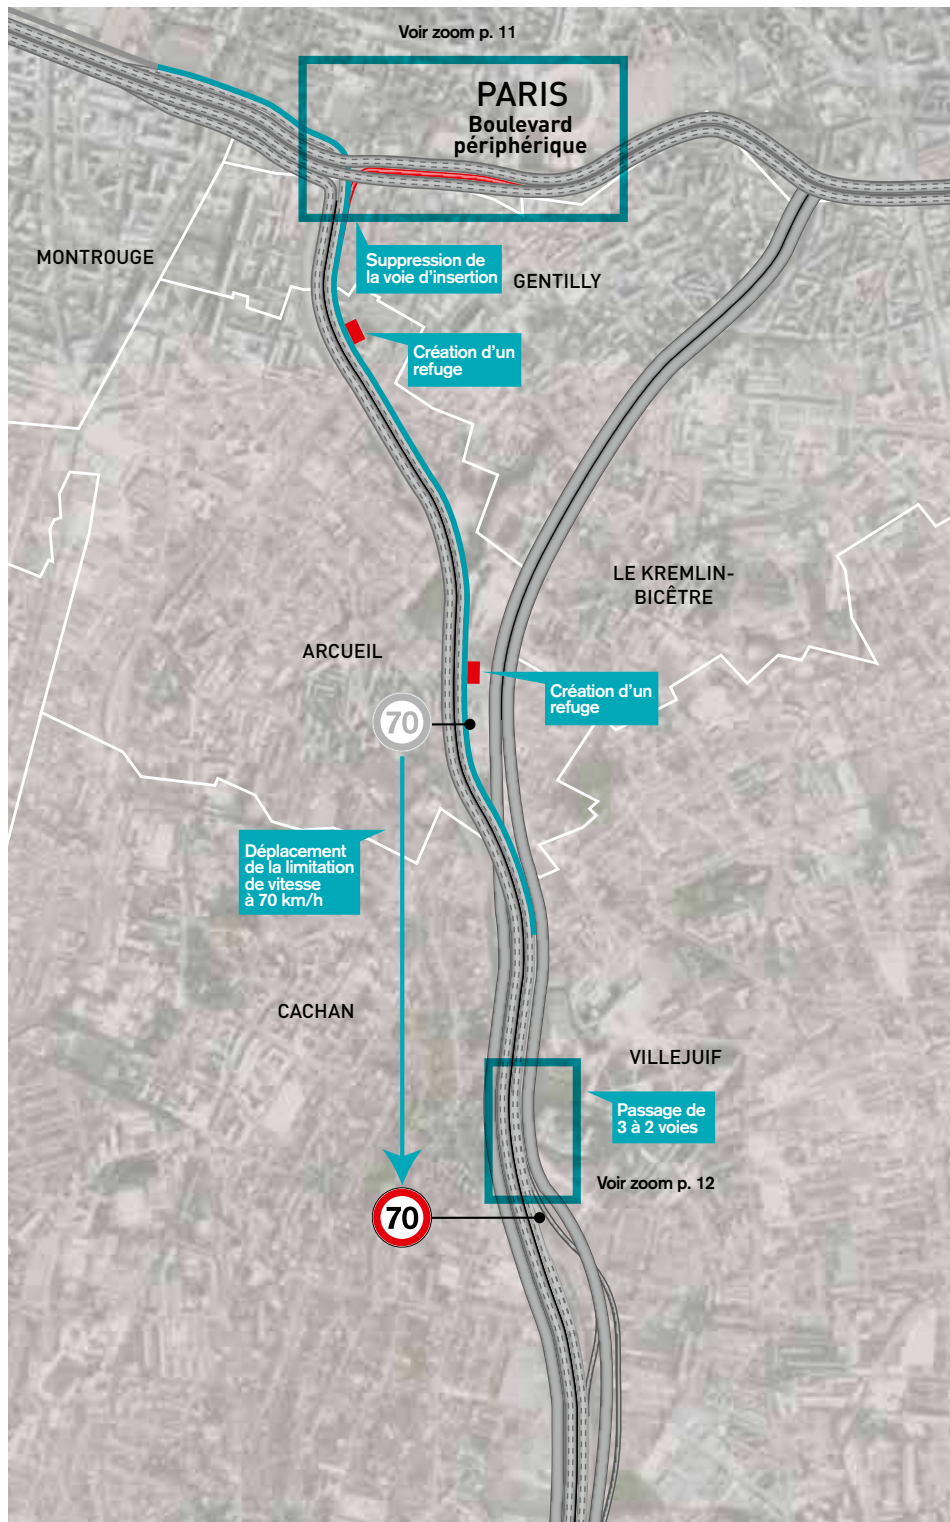 Voir zoom p. 11
PARIS
Boulevard
périphérique
MONTROUGE
Suppression de
la voie d'insertion
GENTILLY
Création d'un
refuge
LE KREMLIN-
BICÊTRE
ARCUEIL
Création d'un
refuge
70
Déplacement
de la limitation
de vitesse
à 70 km/h
CACHAN
VILLEJUIF
Passage de
3 à 2 voies
Voir zoom p. 12
70